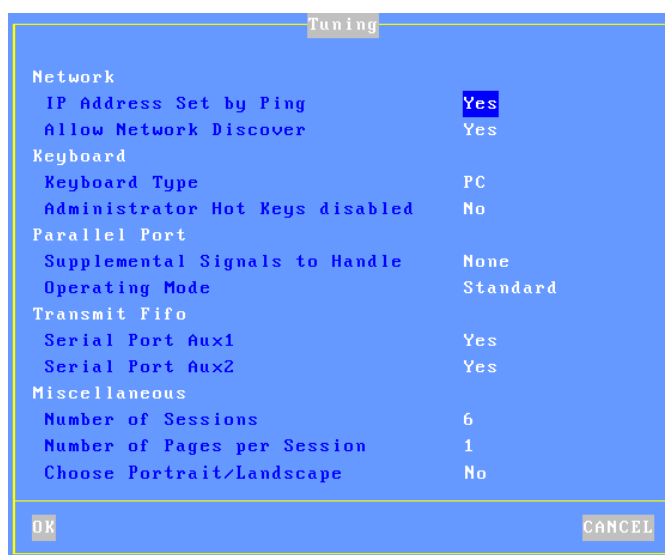 Tuning
Network
IP Address Set by Ping Yes
Allow Network Discover Yes
Keyboard
Keyboard Type PC
Administrator Hot Keys disabled No
Parallel Port
Supplemental Signals to Handle None
Operating Mode Standard
Transmit Fifo
Serial Port Aux1 Yes
Serial Port Aux2 Yes
Miscellaneous
Number of Sessions 6
Number of Pages per Session 1
Choose Portrait/Landscape No
OK CANCEL